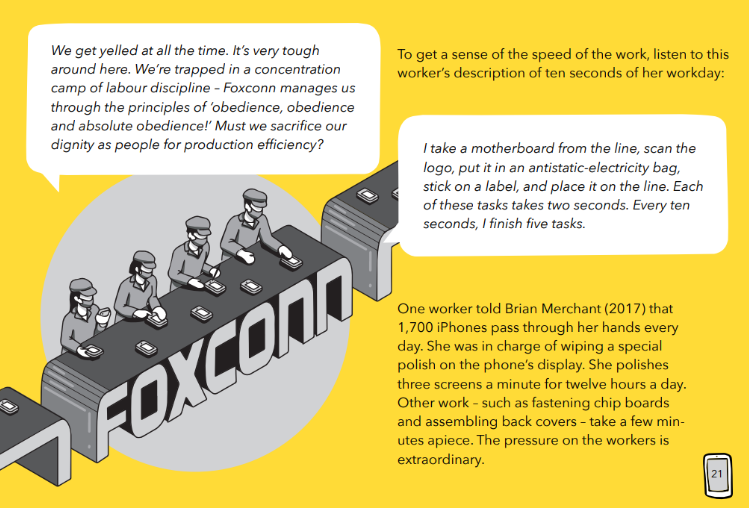 We get yelled at all the time. It’s very tough
around here. We’re trapped in a concentration
camp of labour discipline – Foxconn manages us
through the principles of ‘obedience, obedience
and absolute obedience!’ Must we sacrifice our
dignity as people for production efficiency?
To get a sense of the speed of the work, listen to this
worker’s description of ten seconds of her workday:
I take a motherboard from the line, scan the
logo, put it in an antistatic-electricity bag,
stick on a label, and place it on the line. Each
of these tasks takes two seconds. Every ten
seconds, I finish five tasks.
FOXCONN
One worker told Brian Merchant (2017) that
1,700 iPhones pass through her hands every
day. She was in charge of wiping a special
polish on the phone’s display. She polishes
three screens a minute for twelve hours a day.
Other work – such as fastening chip boards
and assembling back covers – take a few min-
utes apiece. The pressure on the workers is
extraordinary.
21